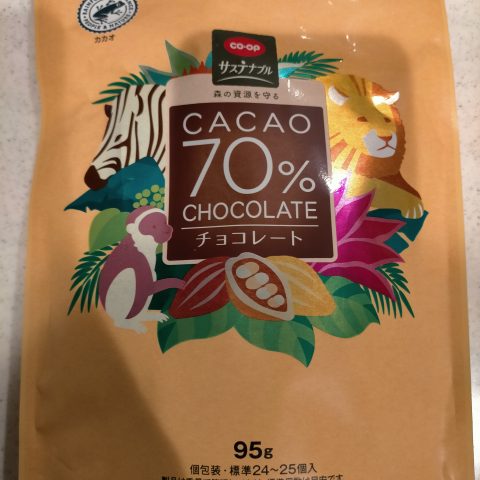 カカオ
co-op
サステナブル
森の資源を守る
CACAO
70%
CHOCOLATE
チョコレート
95g
個包装・標準24〜25個入